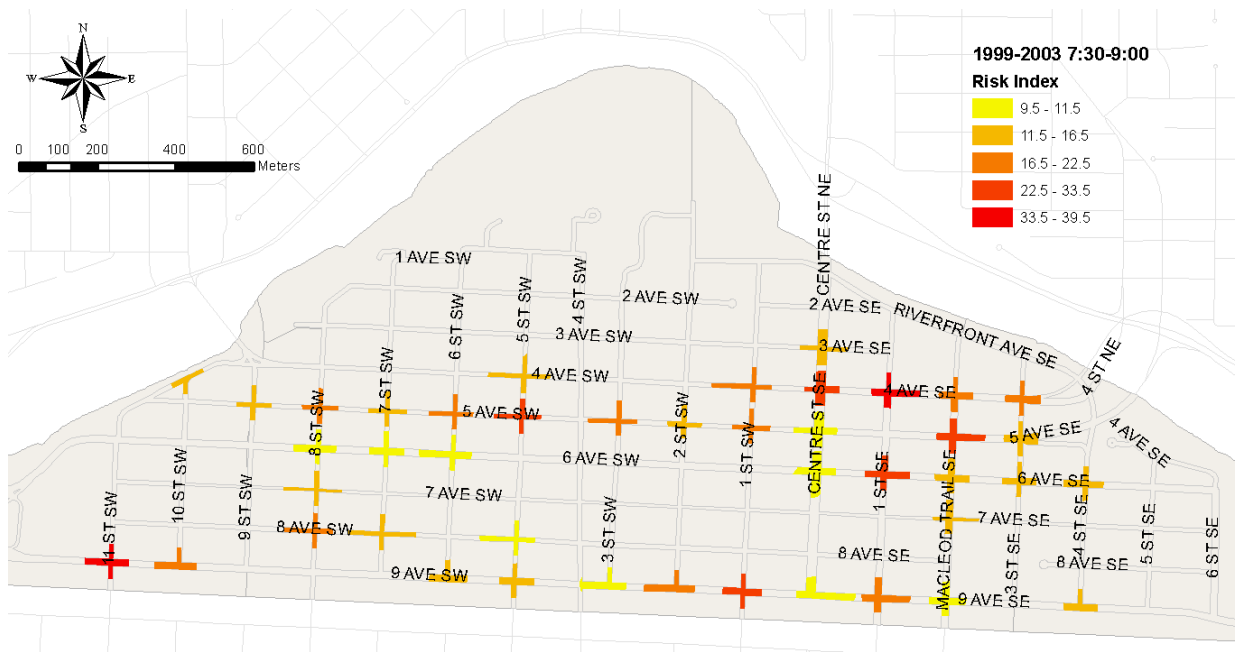 N
W E
S
0 100 200 400 600
Meters
1999-2003 7:30-9:00
Risk Index
9.5 - 11.5
11.5 - 16.5
16.5 - 22.5
22.5 - 33.5
33.5 - 39.5
CENTRE ST NE
1 AVE SW
2 AVE SW
2 AVE SE
RIVERFRONT AVE SE
6 ST SW
5 ST SW
4 ST SW
3 AVE SW
3 AVE SE
4 ST NE
4 AVE SW
4 AVE SE
4 AVE SE
7 ST SW
8 ST SW
5 AVE SW
2 ST SW
1 ST SW
CENTRE ST SE
5 AVE SE
6 AVE SW
6 AVE SE
10 ST SW
9 ST SW
1 ST SE
MACLEOD TRAIL SE
7 AVE SW
7 AVE SE
11 ST SW
8 AVE SW
3 ST SW
8 AVE SE
8 AVE SE
3 ST SE
4 ST SE
5 ST SE
6 ST SE
9 AVE SW
9 AVE SE